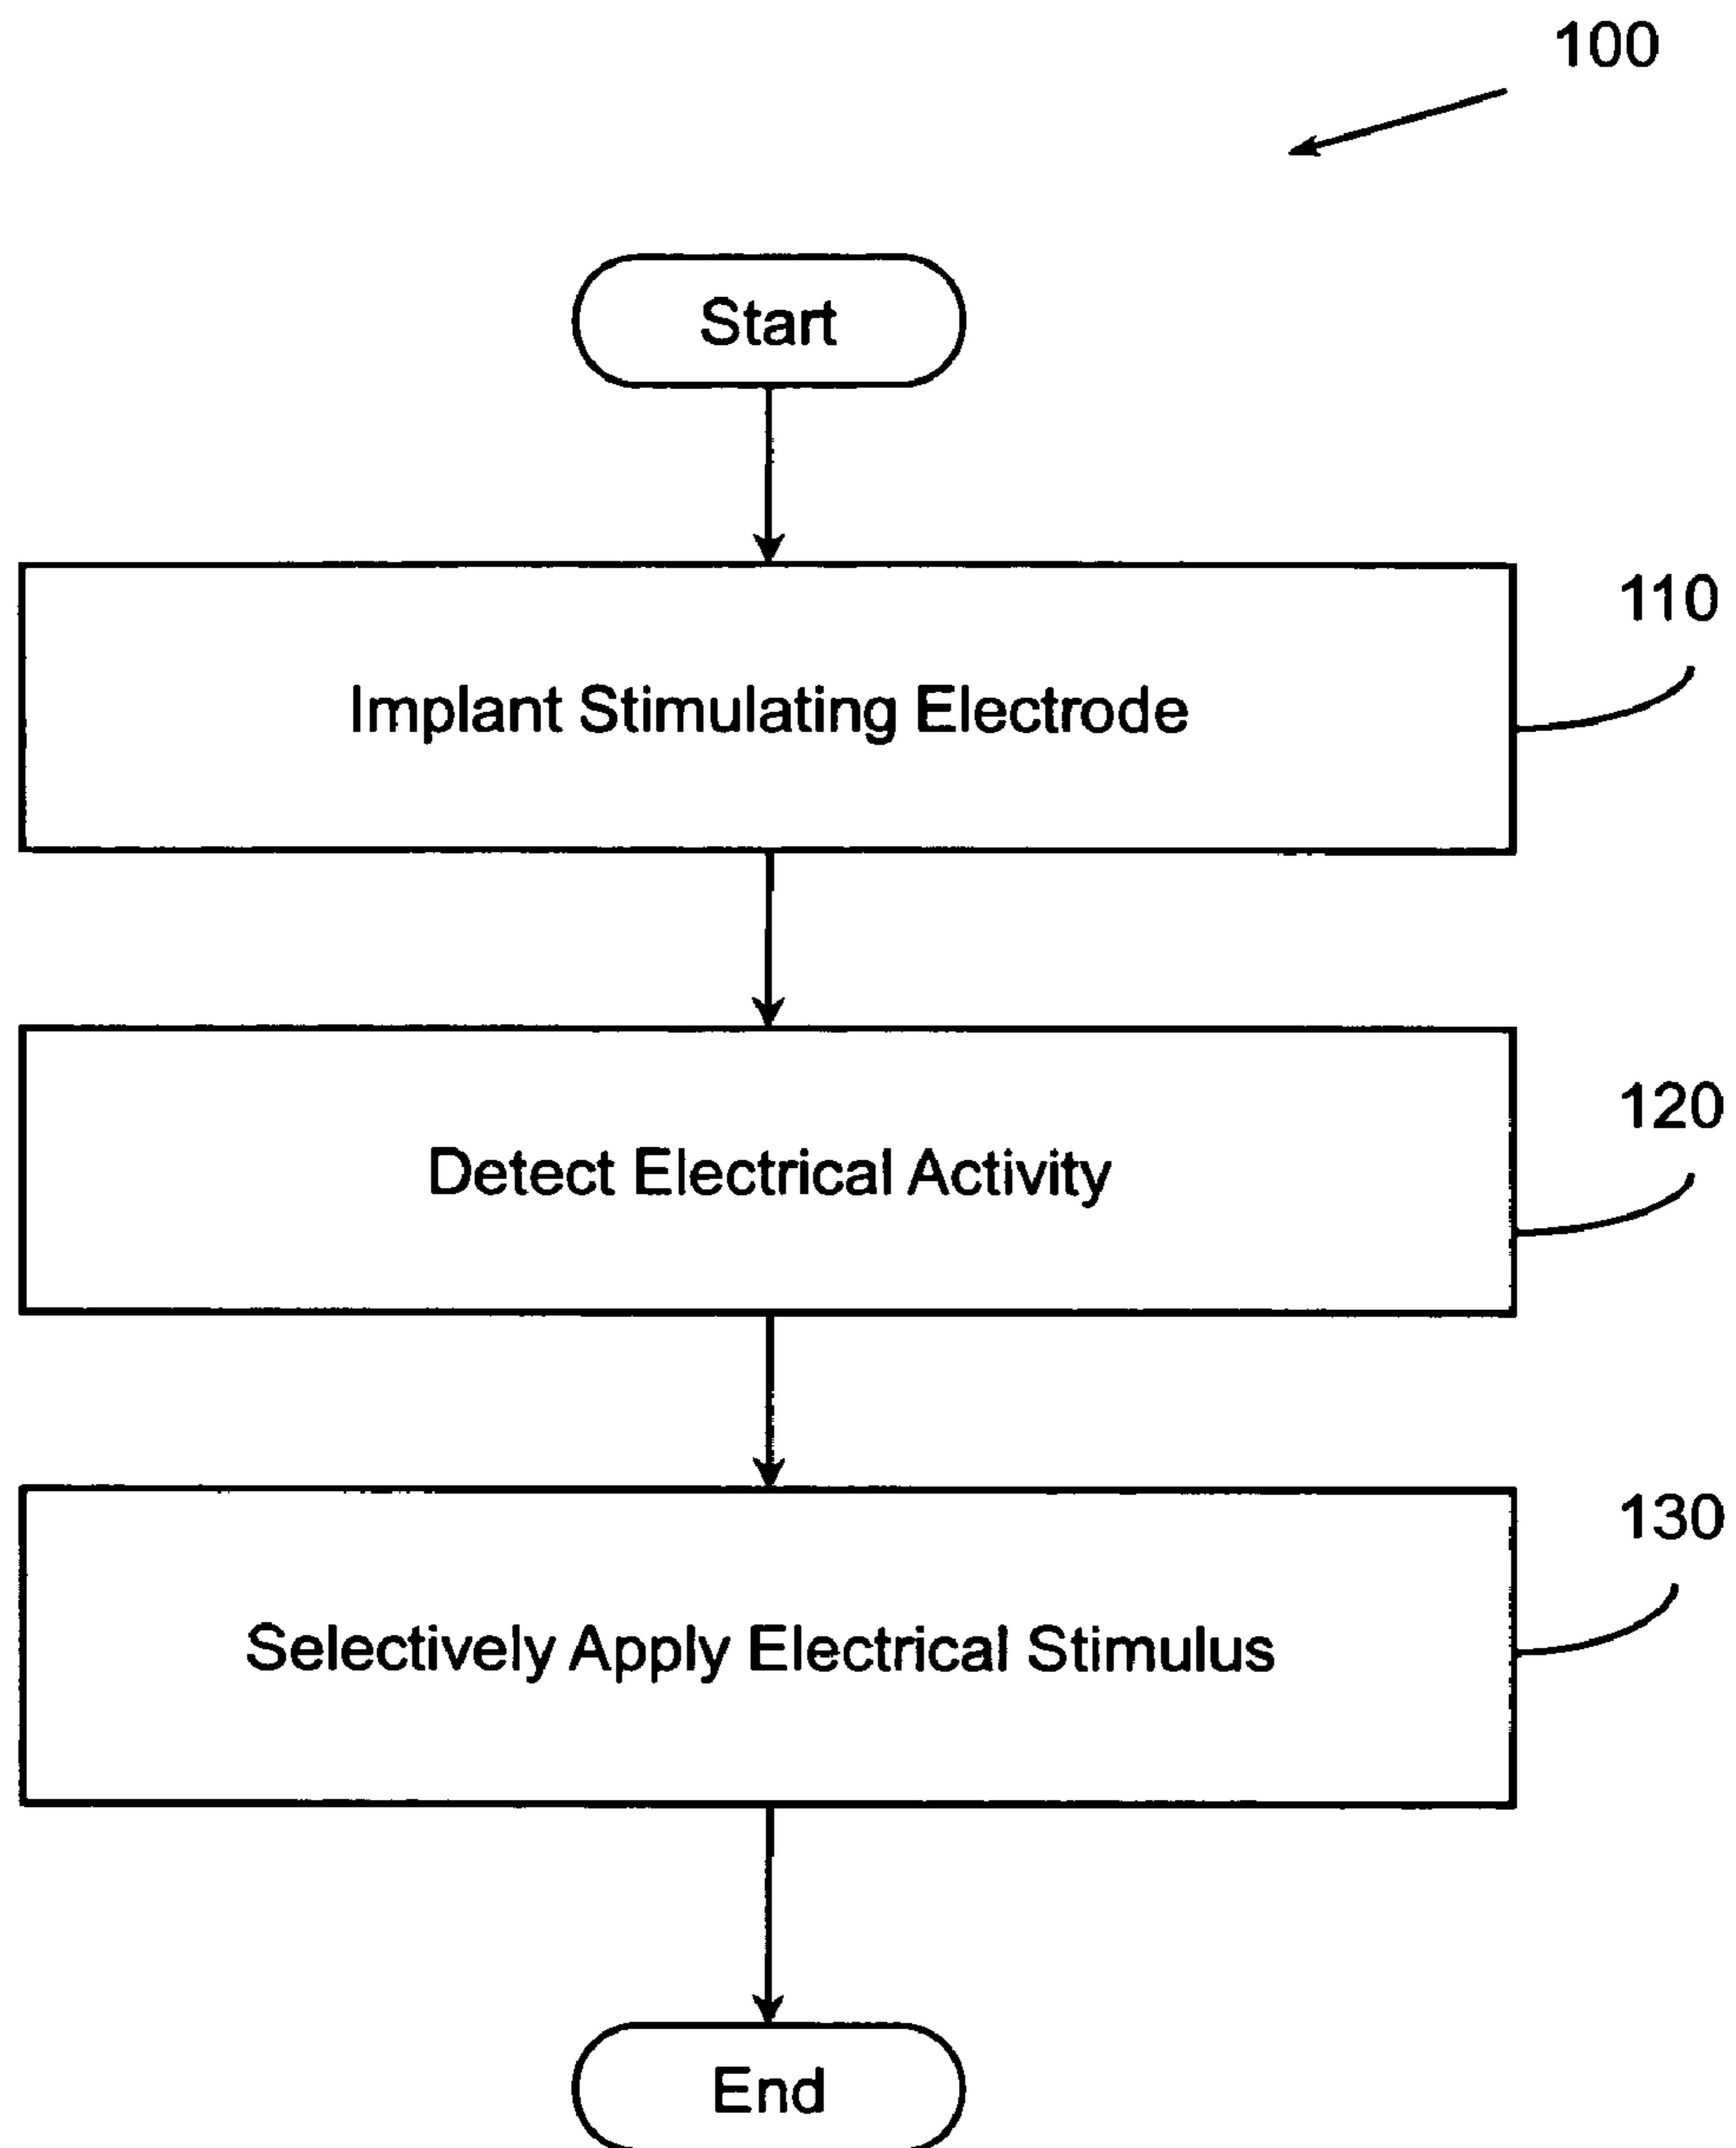 100
Start
110
Implant Stimulating Electrode
120
Detect Electrical Activity
130
Selectively Apply Electrical Stimulus
End